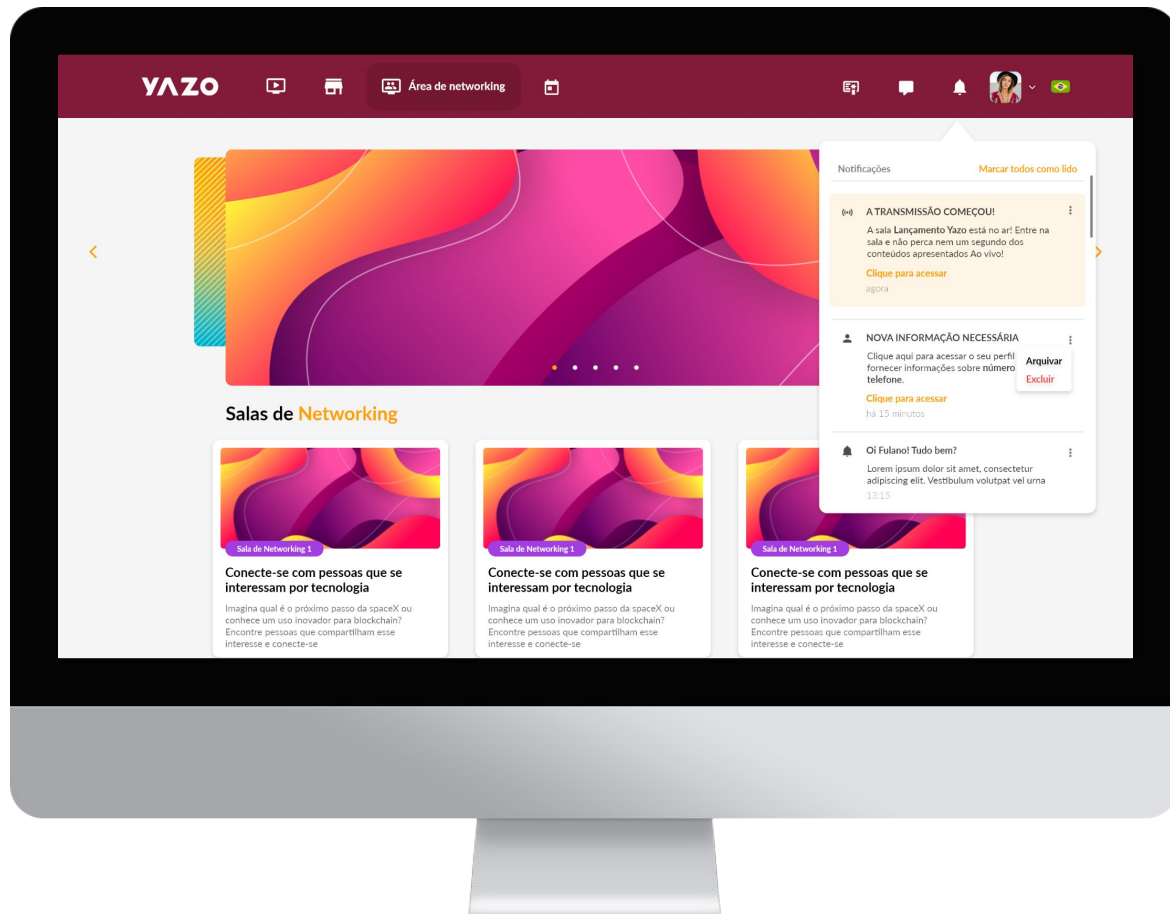 YAZO
Área de networking
Notificações
Marcar todos como lido
A TRANSMISSÃO COMEÇOU!
A sala Lançamento Yazo está no ar! Entre na
sala e não perca nem um segundo dos
conteúdos apresentados Ao vivo!
Clique para acessar
agora
NOVA INFORMAÇÃO NECESSÁRIA
Clique aqui para acessar o seu perfil
fornecer informações sobre número
telefone.
Arquivar
Excluir
Clique para acessar
há 15 minutos
Oi Fulano! Tudo bem?
Lorem ipsum dolor sit amet, consectetur
adipiscing elit. Vestibulum volutpat vel urna
13:15
Salas de Networking
Sala de Networking 1
Conecte-se com pessoas que se
interessam por tecnologia
Imagina qual é o próximo passo da spaceX ou
conhece um uso inovador para blockchain?
Encontre pessoas que compartilham esse
interesse e conecte-se
Sala de Networking 1
Conecte-se com pessoas que se
interessam por tecnologia
Imagina qual é o próximo passo da spaceX ou
conhece um uso inovador para blockchain?
Encontre pessoas que compartilham esse
interesse e conecte-se
Sala de Networking 1
Conecte-se com pessoas que se
interessam por tecnologia
Imagina qual é o próximo passo da spaceX ou
conhece um uso inovador para blockchain?
Encontre pessoas que compartilham esse
interesse e conecte-se